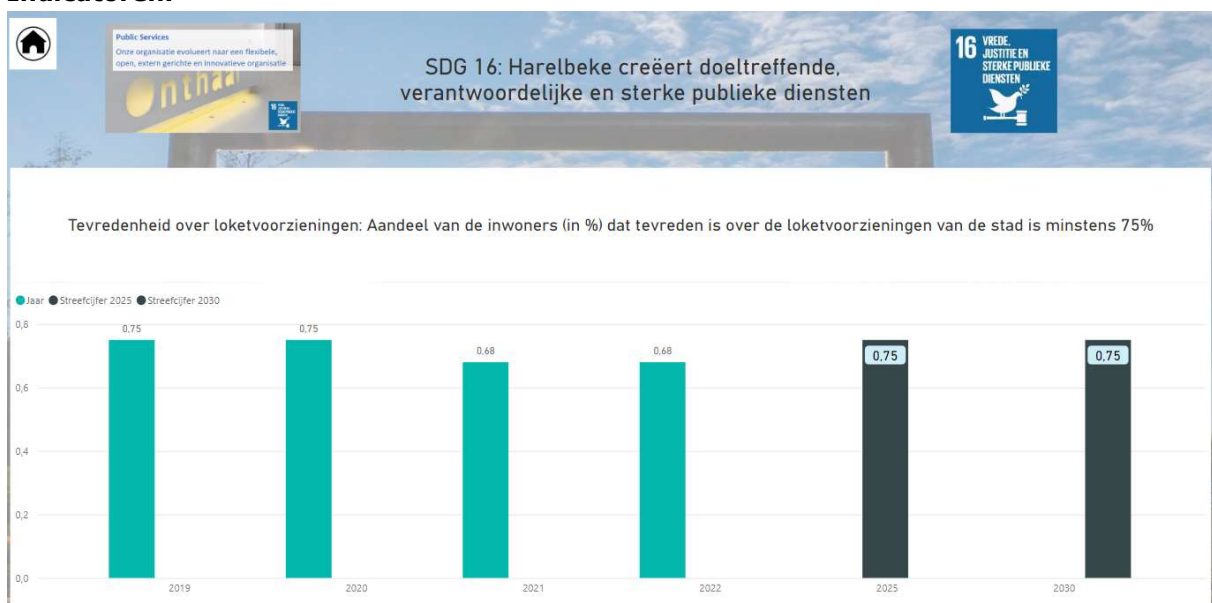 Public Services
Onze organisatie evolueert naar een flexibele,
open, extern gerichte en innovatieve organisatie
Onthaal
SDG 16: Harelbeke creëert doeltreffende,
verantwoordelijke en sterke publieke diensten
16 VREDE,
JUSTITIE EN
STERKE PUBLIEKE
DIENSTEN
Tevredenheid over loketvoorzieningen: Aandeel van de inwoners (in %) dat tevreden is over de loketvoorzieningen van de stad is minstens 75%
Jaar Streefcijfer 2025 Streefcijfer 2030
0,8
0,75 0,75 0,68 0,68 0,75 0,75
0,6
0,4
0,2
0,0
2019 2020 2021 2022 2025 2030